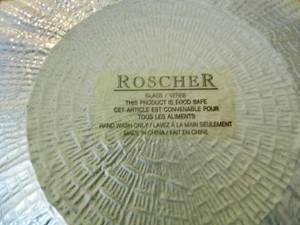 ROSCHER
GLASS / VERRE
THIS PRODUCT IS FOOD SAFE
CET ARTICLE EST CONVENABLE POUR
TOUS LES ALIMENTS
HAND WASH ONLY / LAVEZ À LA MAIN SEULEMENT
MADE IN CHINA / FAIT EN CHINE